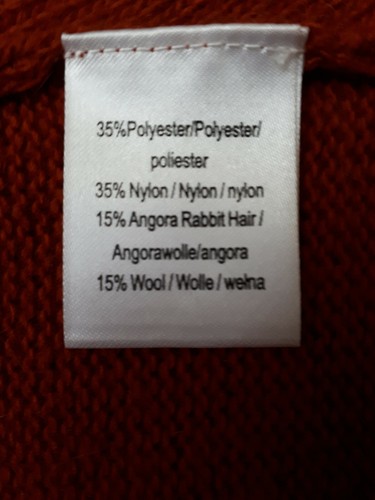 35%Polyester/Polyester/
poliester
35% Nylon / Nylon / nylon
15% Angora Rabbit Hair /
Angorawolle/angora
15% Wool / Wolle / wełna